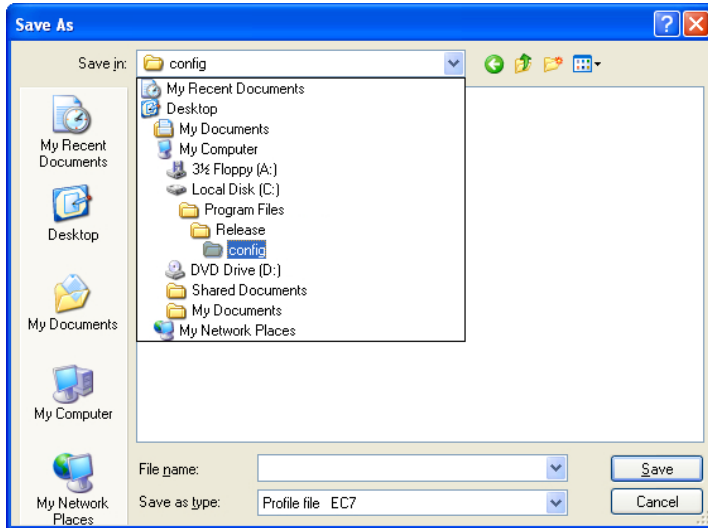 Save As
Save in: config
My Recent Documents
Desktop
My Documents
My Computer
3½ Floppy (A:)
Local Disk (C:)
Program Files
Release
config
DVD Drive (D:)
Shared Documents
My Documents
My Network Places
My Recent
Documents
Desktop
My Documents
My Computer
My Network
Places
File name:
Save
Save as type: Profile file EC7
Cancel